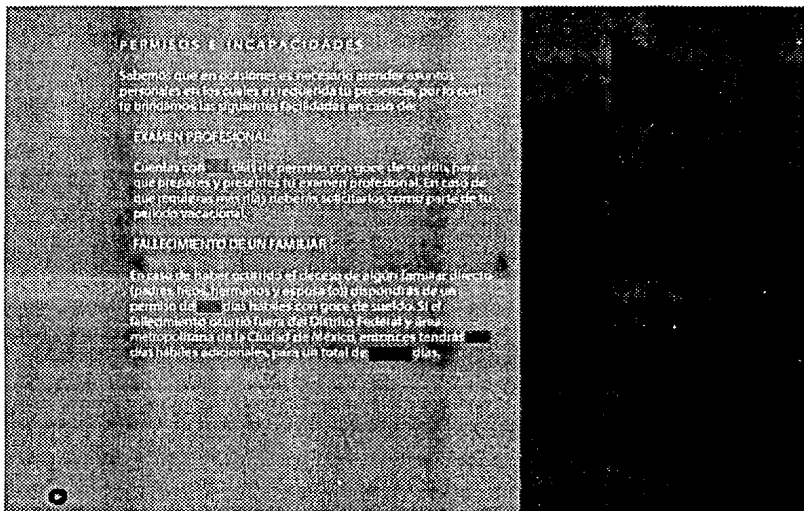 PERMISOS E INCAPACIDADES
Sabemos que en ocasiones es necesario atender asuntos
personales en los cuales es requerida tu presencia, por lo cual
te brindamos las siguientes facilidades en caso de:
EXAMEN PROFESIONAL
Cuentas con días de permiso con goce de sueldo, para
que prepares y presentes tu examen profesional. En caso de
que requieras más días deberás solicitarlos como parte de tu
periodo vacacional.
FALLECIMIENTO DE UN FAMILIAR
En caso de haber ocurrido el deceso de algún familiar directo
(padres, hijos, hermanos y esposa (o)) dispondrás de un
permiso de días hábiles con goce de sueldo. Si el
fallecimiento ocurrió fuera del Distrito Federal y área
metropolitana de la Ciudad de México, entonces tendrás
días hábiles adicionales, para un total de días.